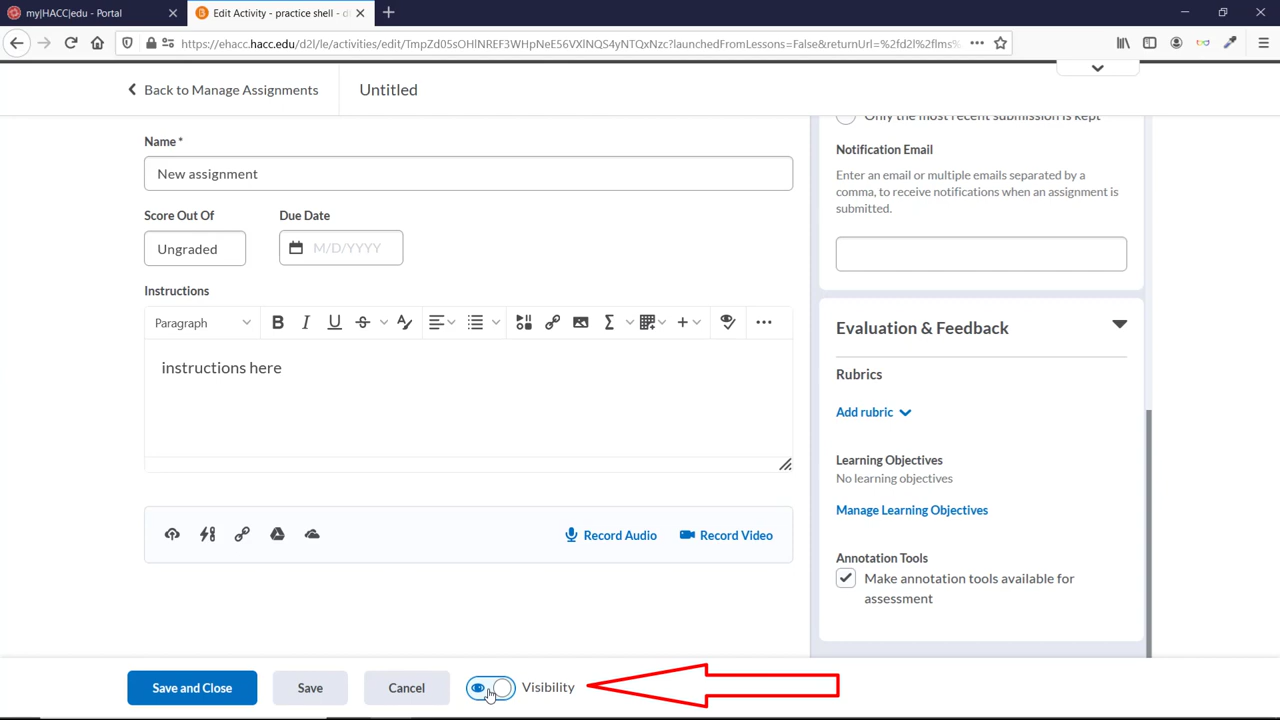 my|HACC|edu - Portal
Edit Activity - practice shell - d
https://ehacc.hacc.edu/d2l/le/activities/edit/TmpZd05sOHlNREF3WHpNeE56VXlNQS4yNTQxNzc?launchedFromLessons=False&returnUrl=%2fd2l%2flms%
Back to Manage Assignments
Untitled
Name *
New assignment
Score Out Of
Due Date
Ungraded
M/D/YYYY
Instructions
Paragraph
instructions here
Record Audio
Record Video
Only the most recent submission is kept
Notification Email
Enter an email or multiple emails separated by a
comma, to receive notifications when an assignment is
submitted.
Evaluation & Feedback
Rubrics
Add rubric
Learning Objectives
No learning objectives
Manage Learning Objectives
Annotation Tools
Make annotation tools available for
assessment
Save and Close
Save
Cancel
Visibility